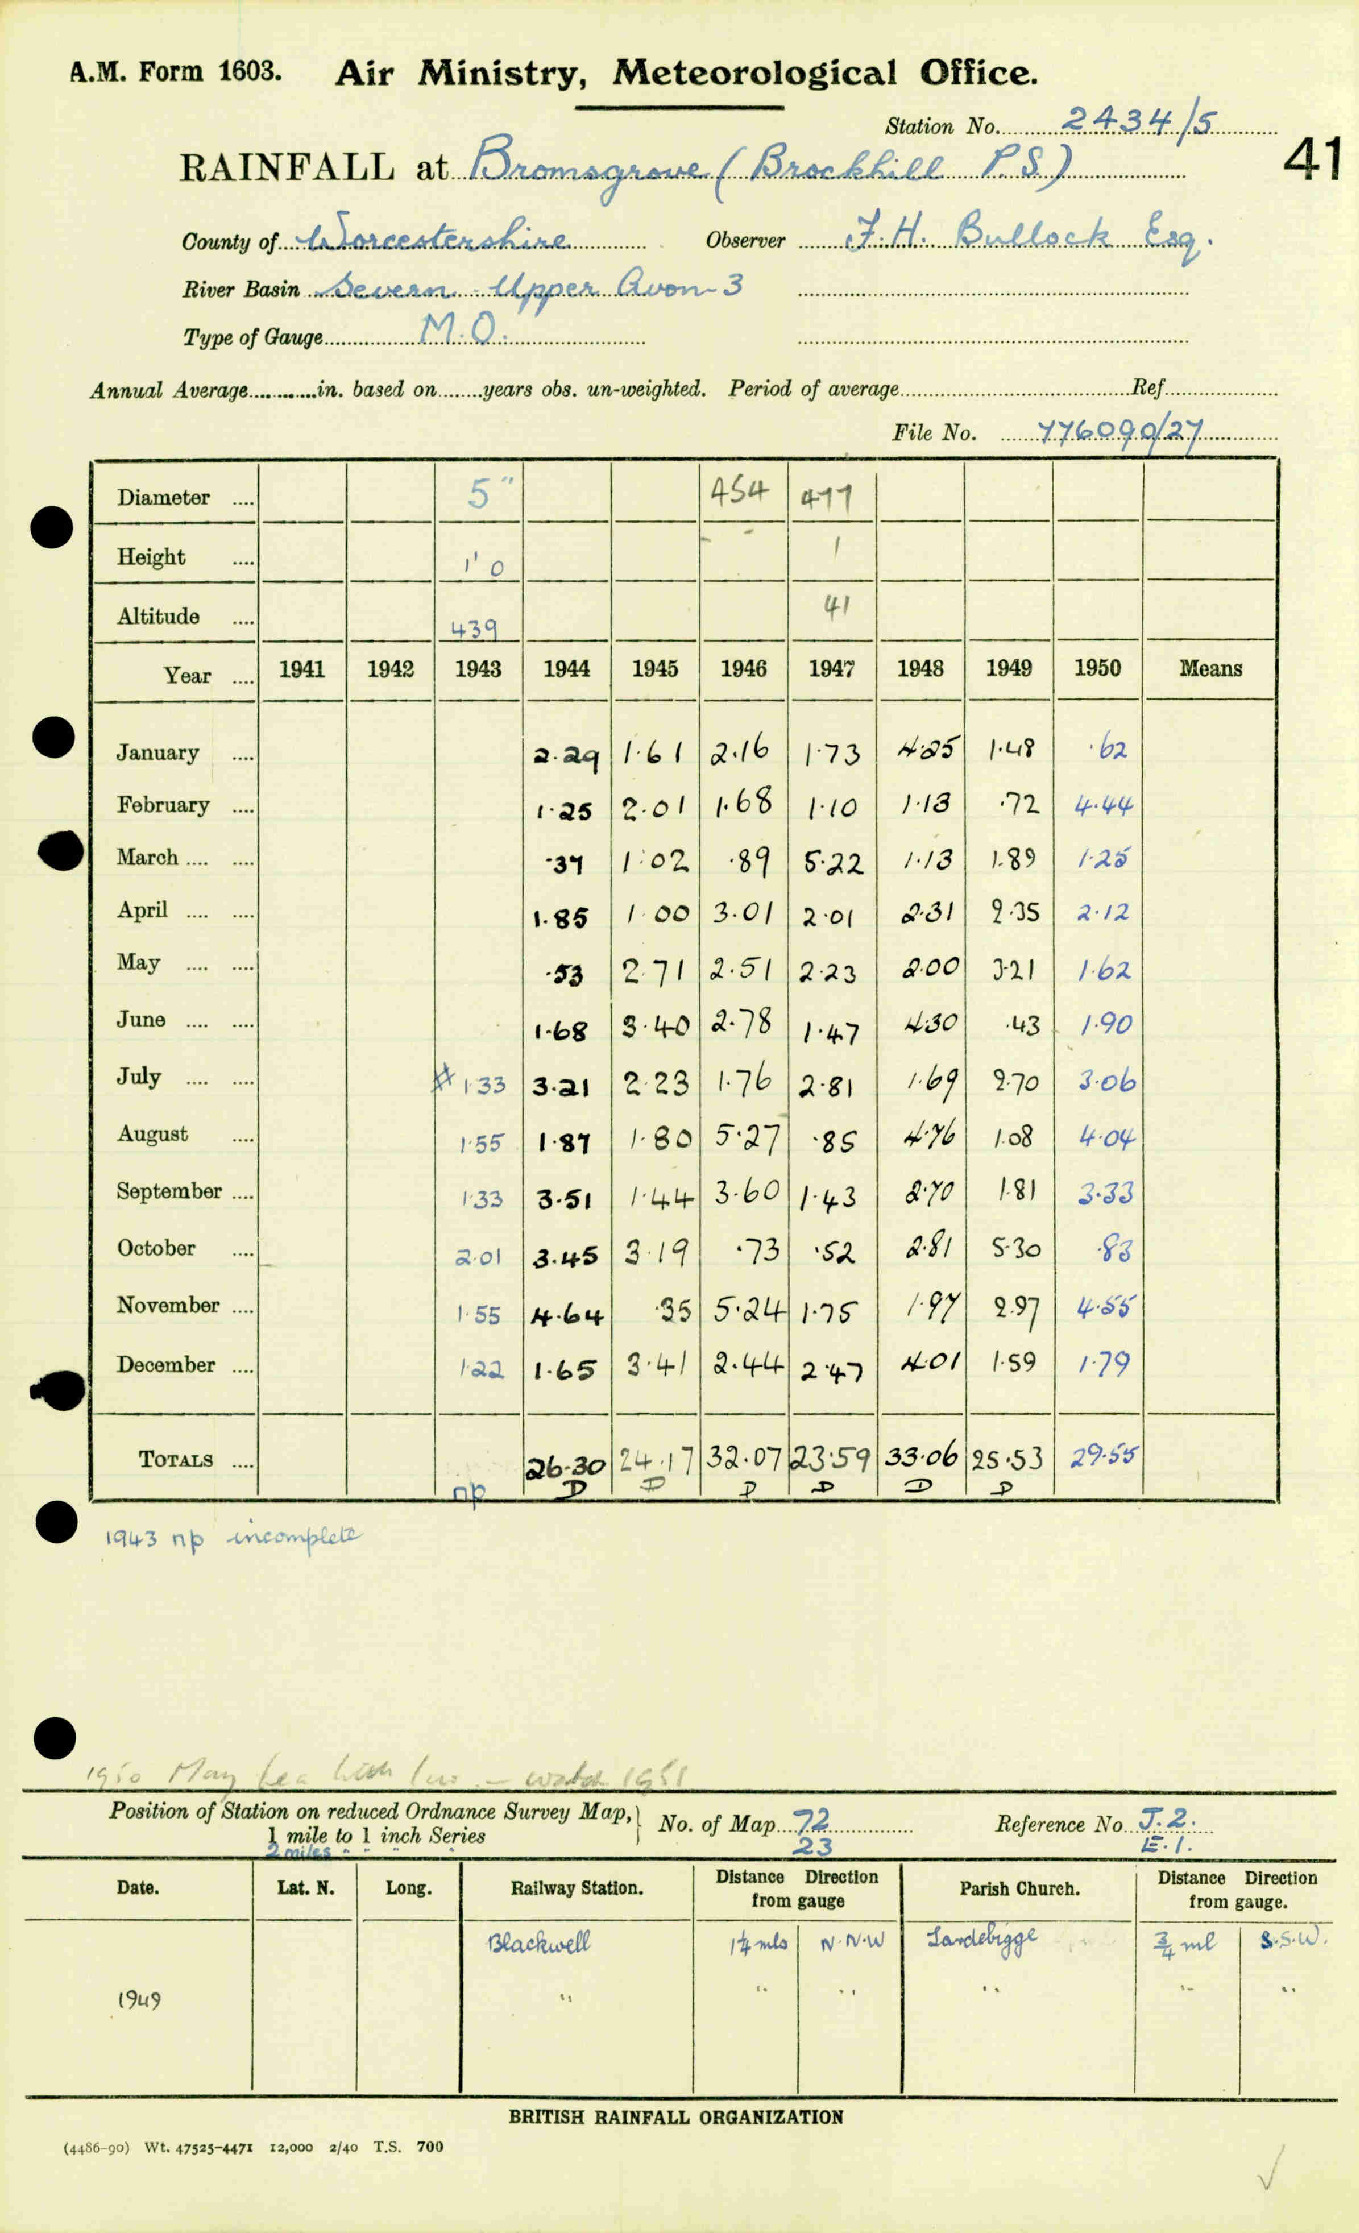 A.M. Form 1603. Air Ministry, Meteorological Office.
Station No. 2434/5
41
RAINFALL at Bromsgrove (Brockhill P.S.)
County of Worcestershire Observer F.H. Bullock Esq.
River Basin Severn - Upper Avon-3
Type of Gauge M.O.
Annual Average in. based on years obs. un-weighted. Period of average Ref
File No. 776090/27
Diameter 5" 454 477
Height 1' 0 1
Altitude 439 41
Year 1941 1942 1943 1944 1945 1946 1947 1948 1949 1950 Means
January 2.29 1.61 2.16 1.73 4.25 1.48 .62
February 1.25 2.01 1.68 1.10 1.13 .72 4.44
March .37 1.02 .89 5.22 1.13 1.89 1.25
April 1.85 1.00 3.01 2.01 2.31 2.35 2.12
May .53 2.71 2.51 2.23 2.00 3.21 1.62
June 1.68 3.40 2.78 1.47 4.30 .43 1.90
July # 1.33 3.21 2.23 1.76 2.81 1.69 2.70 3.06
August 1.55 1.87 1.80 5.27 .85 4.76 1.08 4.04
September 1.33 3.51 1.44 3.60 1.43 2.70 1.81 3.33
October 2.01 3.45 3.19 .73 .52 2.81 5.30 .83
November 1.55 4.64 .35 5.24 1.75 1.97 2.97 4.55
December 1.22 1.65 3.41 2.44 2.47 4.01 1.59 1.79
TOTALS 26.30 24.17 32.07 23.59 33.06 25.53 29.55
np D D D D D D
1943 np incomplete
1950 May
1951
Position of Station on reduced Ordnance Survey Map, No. of Map 72 Reference No J.2.
1 mile to 1 inch Series
2 miles " " " " 23 E.1.
Date. Lat. N. Long. Railway Station. Distance Direction from gauge Parish Church. Distance Direction from gauge.
Blackwell 1¼ mls N.N.W Tardebigge ¾ ml S.S.W.
1949 " " " " " "
BRITISH RAINFALL ORGANIZATION
(4486-90) Wt. 47525-4471 12,000 2/40 T.S. 700